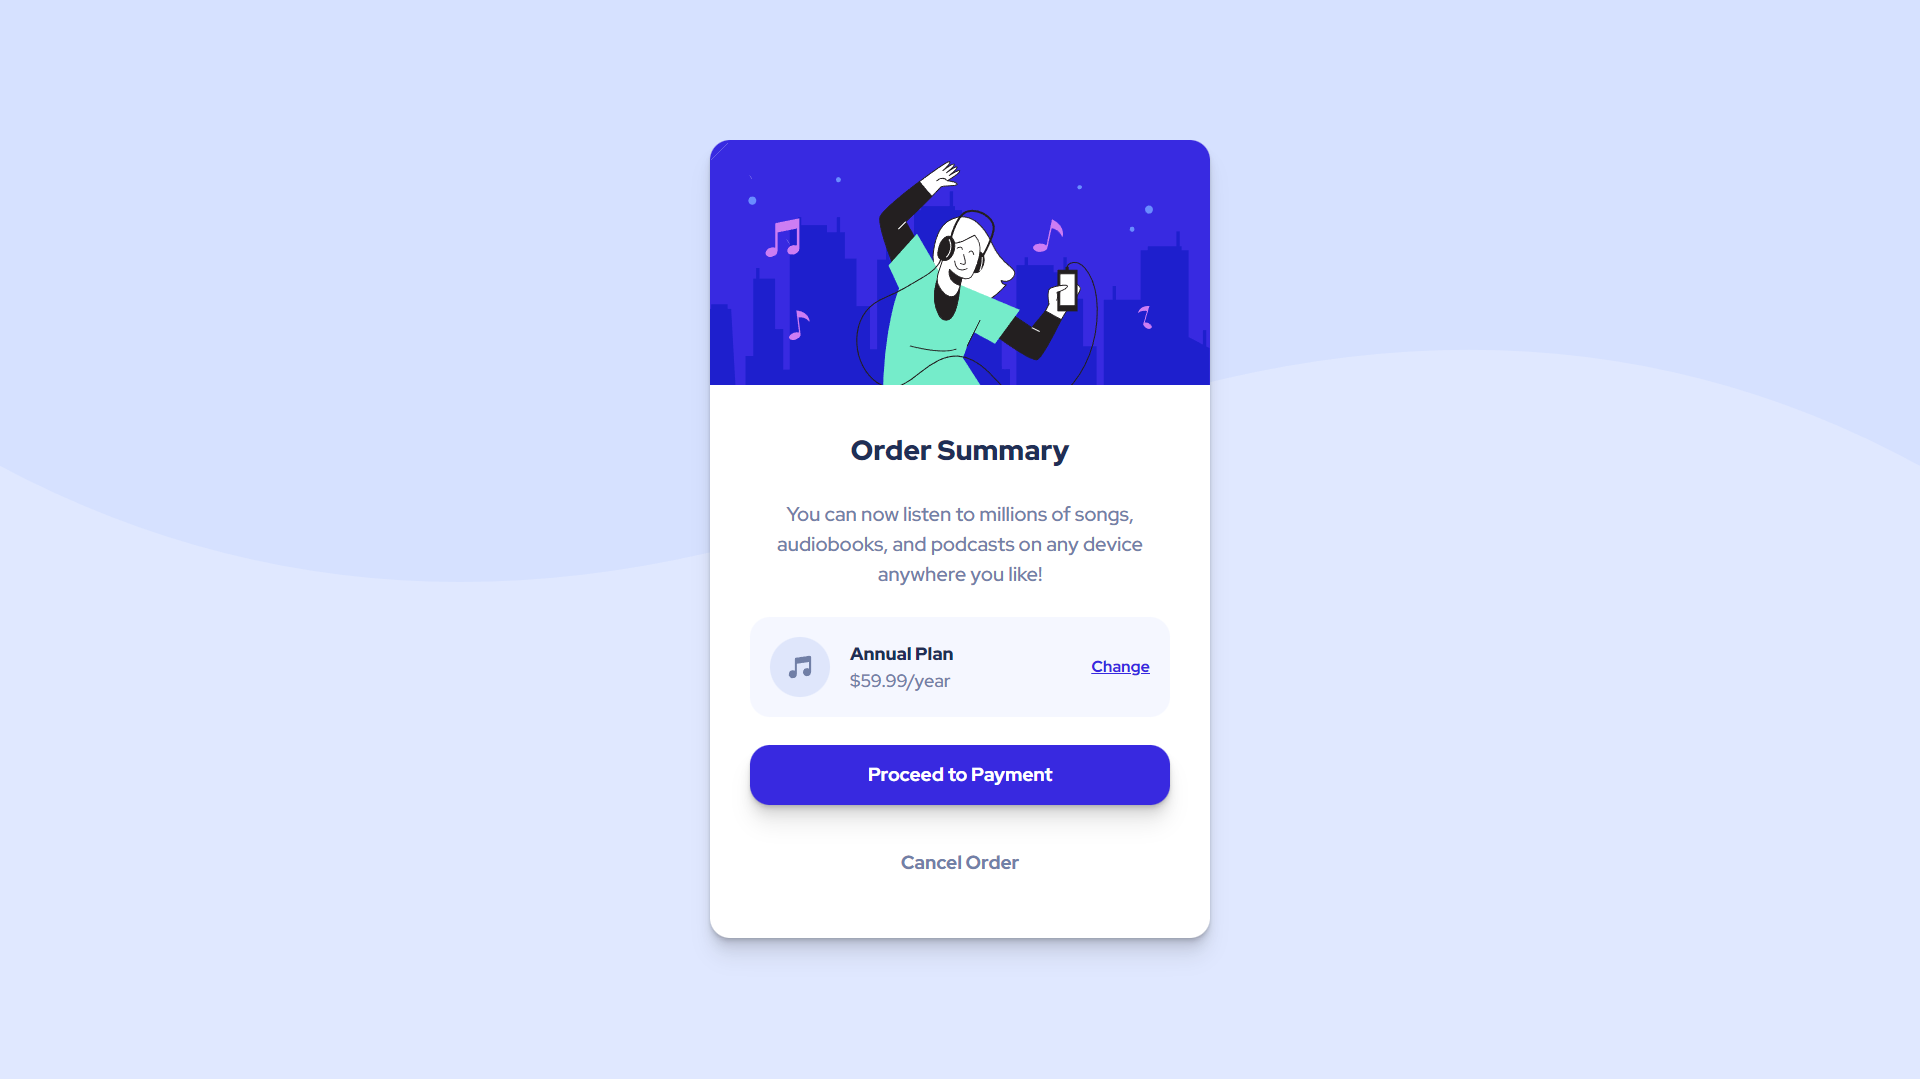 Order Summary
You can now listen to millions of songs,
audiobooks, and podcasts on any device
anywhere you like!
Annual Plan
$59.99/year
Change
Proceed to Payment
Cancel Order